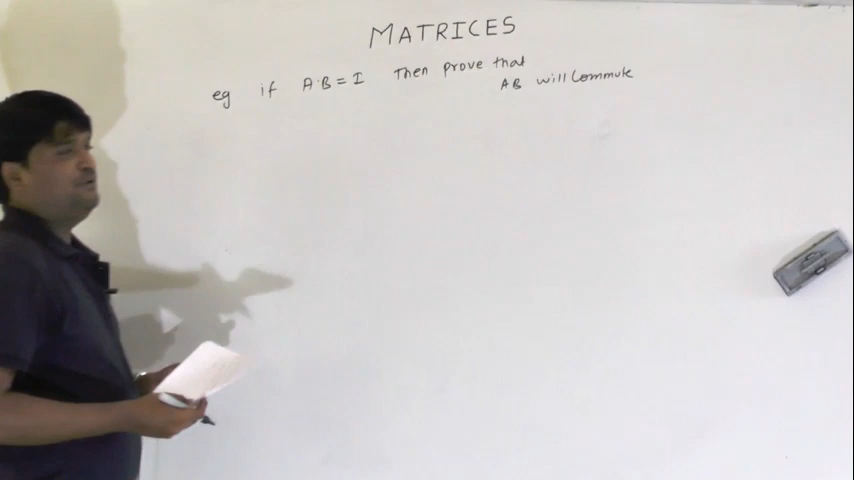 MATRICES
eg if A·B = I Then prove that
AB will Commute